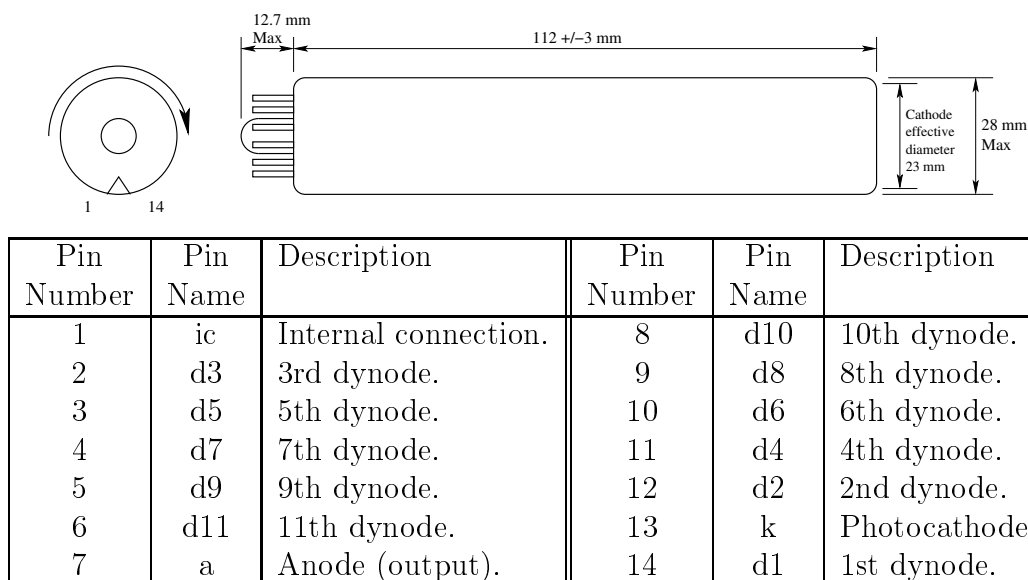 12.7 mm
Max
112 +/−3 mm
Cathode
effective
diameter
23 mm
28 mm
Max
1 14
Pin Pin Description Pin Pin Description
Number Name Number Name
1 ic Internal connection. 8 d10 10th dynode.
2 d3 3rd dynode. 9 d8 8th dynode.
3 d5 5th dynode. 10 d6 6th dynode.
4 d7 7th dynode. 11 d4 4th dynode.
5 d9 9th dynode. 12 d2 2nd dynode.
6 d11 11th dynode. 13 k Photocathode
7 a Anode (output). 14 d1 1st dynode.